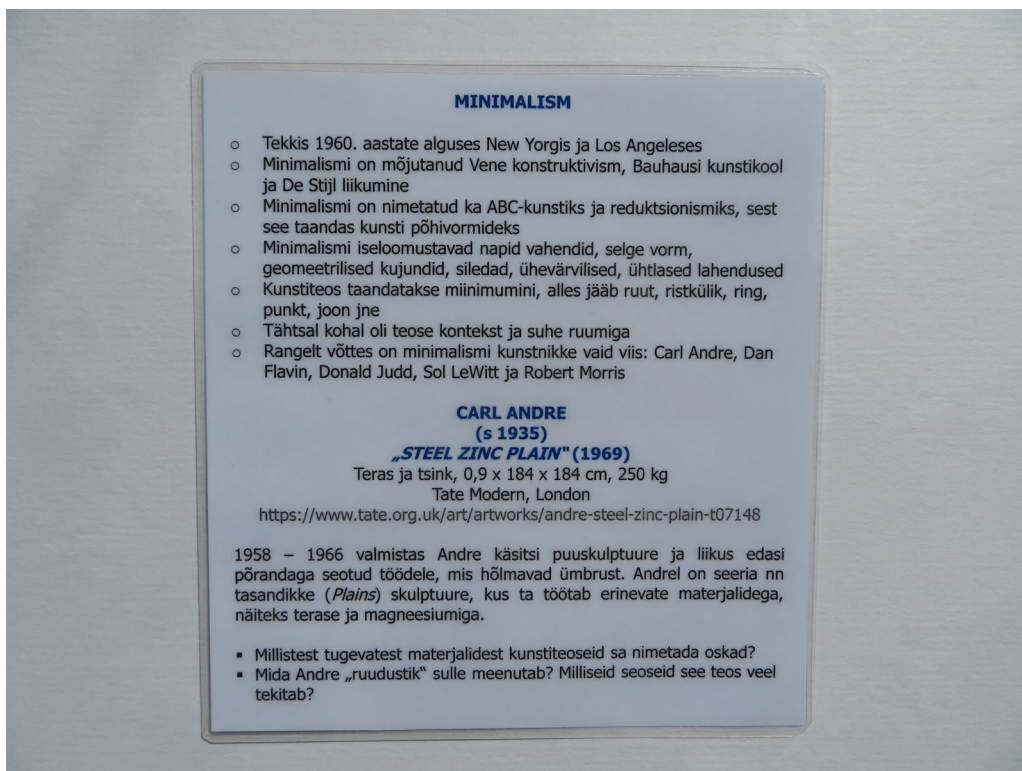 MINIMALISM
○ Tekkis 1960. aastate alguses New Yorgis ja Los Angeleses
○ Minimalismi on mõjutanud Vene konstruktivism, Bauhausi kunstikool
ja De Stijl liikumine
○ Minimalismi on nimetatud ka ABC-kunstiks ja reduktsionismiks, sest
see taandas kunsti põhivormideks
○ Minimalismi iseloomustavad napid vahendid, selge vorm,
geomeetrilised kujundid, siledad, ühevärvilised, ühtlased lahendused
○ Kunstiteos taandatakse miinimumini, alles jääb ruut, ristkülik, ring,
punkt, joon jne
○ Tähtsal kohal oli teose kontekst ja suhe ruumiga
○ Rangelt võttes on minimalismi kunstnikke vaid viis: Carl Andre, Dan
Flavin, Donald Judd, Sol LeWitt ja Robert Morris
CARL ANDRE
(s 1935)
„STEEL ZINC PLAIN" (1969)
Teras ja tsink, 0,9 x 184 x 184 cm, 250 kg
Tate Modern, London
https://www.tate.org.uk/art/artworks/andre-steel-zinc-plain-t07148
1958 – 1966 valmistas Andre käsitsi puuskulptuure ja liikus edasi
põrandaga seotud töödele, mis hõlmavad ümbrust. Andrel on seeria nn
tasandikke (Plains) skulptuure, kus ta töötab erinevate materjalidega,
näiteks terase ja magneesiumiga.
▪ Millistest tugevatest materjalidest kunstiteoseid sa nimetada oskad?
▪ Mida Andre „ruudustik“ sulle meenutab? Milliseid seoseid see teos veel
tekitab?